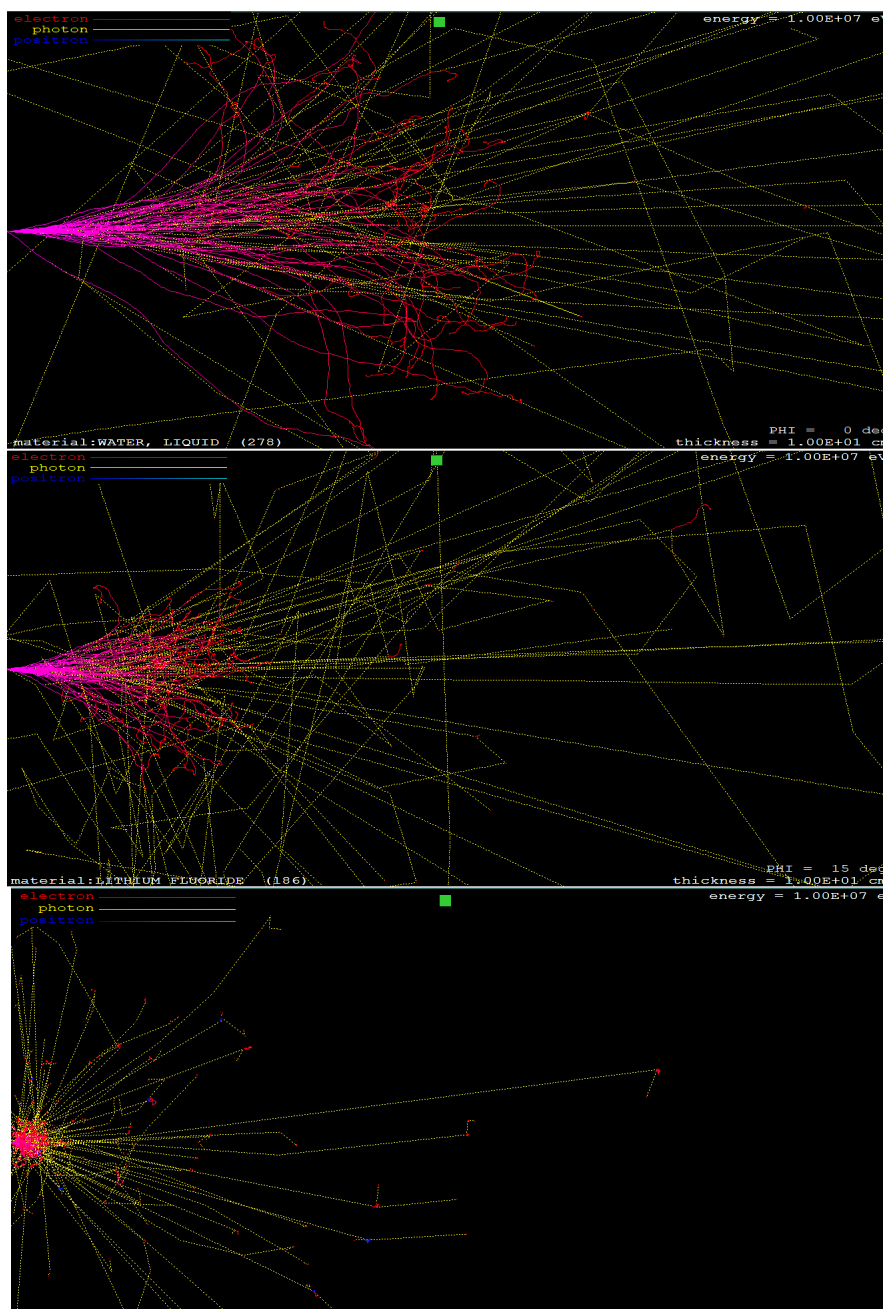 electron
photon
positron
energy = 1.00E+07 eV
PHI =    0 deg
material:WATER, LIQUID  (278)
thickness = 1.00E+01 cm
electron
photon
positron
energy = 1.00E+07 eV
PHI =   15 deg
material:LITHIUM FLUORIDE  (186)
thickness = 1.00E+01 cm
electron
photon
positron
energy = 1.00E+07 e